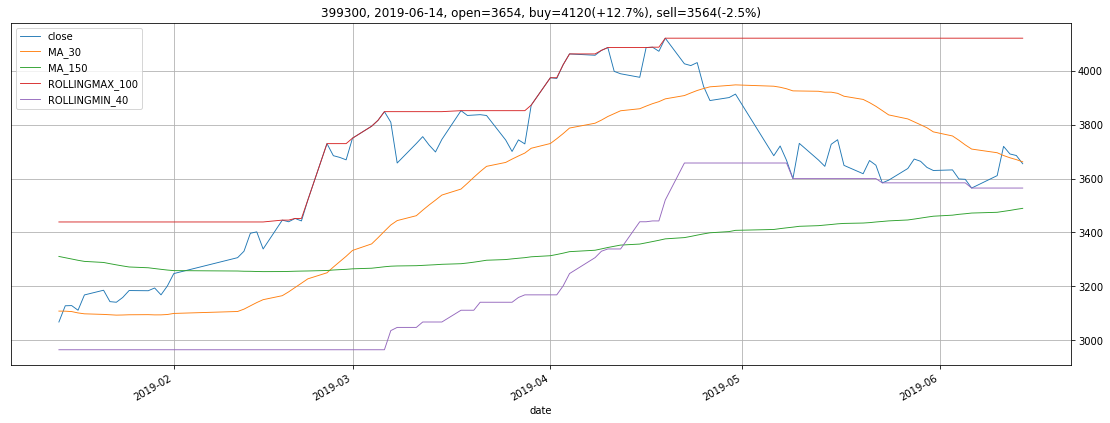 399300, 2019-06-14, open=3654, buy=4120(+12.7%), sell=3564(-2.5%)
close
MA_30
MA_150
ROLLINGMAX_100
ROLLINGMIN_40
4000
3800
3600
3400
3200
3000
2019-02
2019-03
2019-04
2019-05
2019-06
date